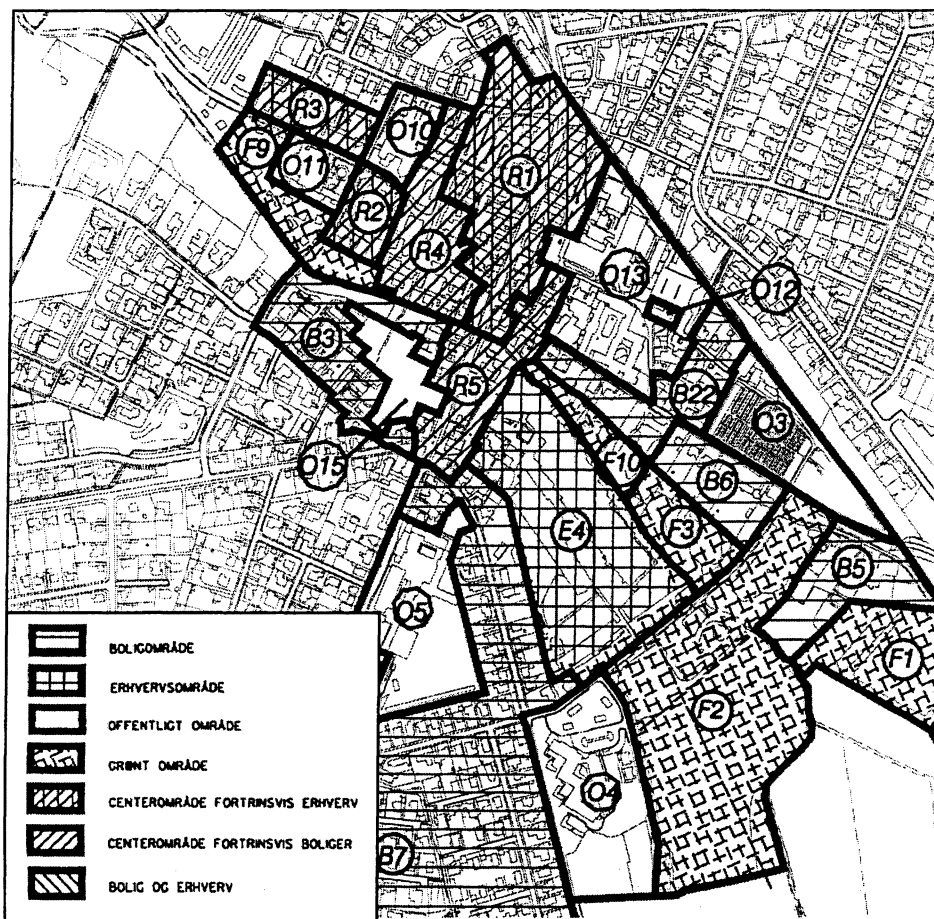 R3
O10
F9
O11
R1
R2
R4
O13
O12
B3
R5
B22
O3
O15
F10
B6
F3
E4
B5
O5
F1
F2
O4
B7
BOLIGOMRÅDE
ERHVERVSOMRÅDE
OFFENTLIGT OMRÅDE
GRØNT OMRÅDE
CENTEROMRÅDE FORTRINSVIS ERHVERV
CENTEROMRÅDE FORTRINSVIS BOLIGER
BOLIG OG ERHVERV